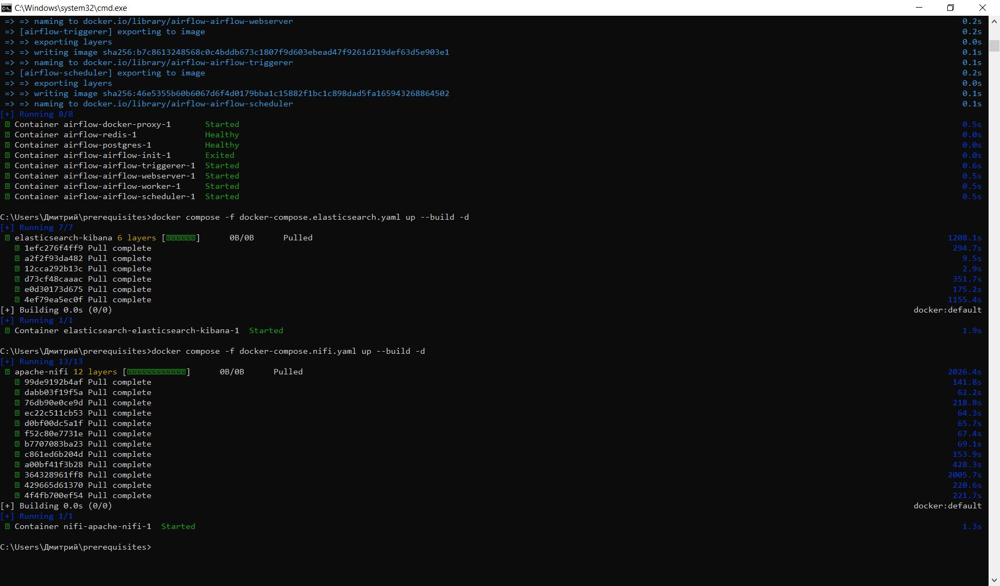 C:\Windows\system32\cmd.exe
=> => naming to docker.io/library/airflow-airflow-webserver 0.2s
=> [airflow-triggerer] exporting to image 0.2s
=> => exporting layers 0.0s
=> => writing image sha256:b7c8613248568c0c4bddb673c1807f9d603ebead47f9261d219def63d5e903e1 0.1s
=> => naming to docker.io/library/airflow-airflow-triggerer 0.1s
=> [airflow-scheduler] exporting to image 0.2s
=> => exporting layers 0.0s
=> => writing image sha256:46e5355b60b6067d6f4d0179bba1c15882f1bc1c898dad5fa165943268864502 0.1s
=> => naming to docker.io/library/airflow-airflow-scheduler 0.1s
[+] Running 8/8
Container airflow-docker-proxy-1 Started 0.5s
Container airflow-redis-1 Healthy 0.0s
Container airflow-postgres-1 Healthy 0.0s
Container airflow-airflow-init-1 Exited 0.0s
Container airflow-airflow-triggerer-1 Started 0.6s
Container airflow-airflow-webserver-1 Started 0.5s
Container airflow-airflow-worker-1 Started 0.5s
Container airflow-airflow-scheduler-1 Started 0.5s
C:\Users\Дмитрий\prerequisites>docker compose -f docker-compose.elasticsearch.yaml up --build -d
[+] Running 7/7
elasticsearch-kibana 6 layers [⍰⍰⍰⍰⍰⍰] 0B/0B Pulled 1208.1s
1efc276f4ff9 Pull complete 294.7s
a2f2f93da482 Pull complete 9.5s
12cca292b13c Pull complete 2.9s
d73cf48caaac Pull complete 351.7s
e0d30173d675 Pull complete 175.2s
4ef79ea5ec0f Pull complete 1155.4s
[+] Building 0.0s (0/0) docker:default
[+] Running 1/1
Container elasticsearch-elasticsearch-kibana-1 Started 1.9s
C:\Users\Дмитрий\prerequisites>docker compose -f docker-compose.nifi.yaml up --build -d
[+] Running 13/13
apache-nifi 12 layers [⍰⍰⍰⍰⍰⍰⍰⍰⍰⍰⍰⍰] 0B/0B Pulled 2026.4s
99de9192b4af Pull complete 141.8s
dabb03f19f5a Pull complete 62.2s
76db90e0ce9d Pull complete 218.8s
ec22c511cb53 Pull complete 64.3s
d0bf00dc5a1f Pull complete 65.7s
f52c80e7731e Pull complete 67.4s
b7707083ba23 Pull complete 69.1s
c861ed6b204d Pull complete 153.9s
a00bf41f3b28 Pull complete 428.3s
364328961ff8 Pull complete 2005.7s
429665d61370 Pull complete 220.6s
4f4fb700ef54 Pull complete 221.7s
[+] Building 0.0s (0/0) docker:default
[+] Running 1/1
Container nifi-apache-nifi-1 Started 1.3s
C:\Users\Дмитрий\prerequisites>